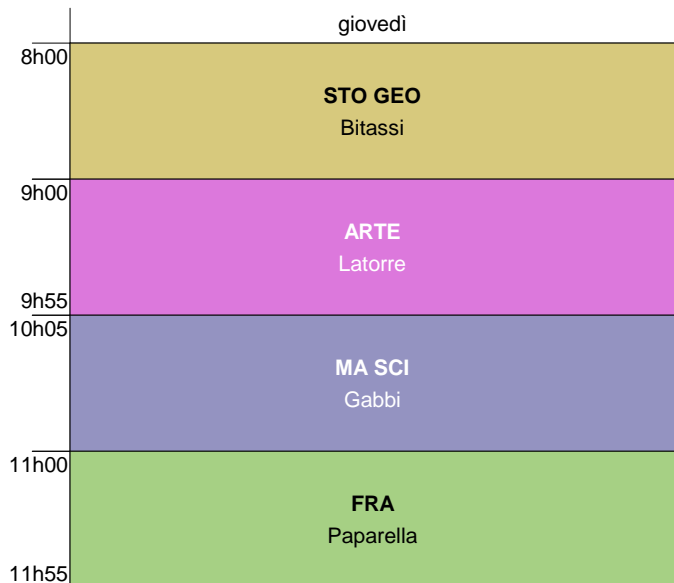 giovedì
8h00
STO GEO
Bitassi
9h00
ARTE
Latorre
9h55
10h05
MA SCI
Gabbi
11h00
FRA
Paparella
11h55